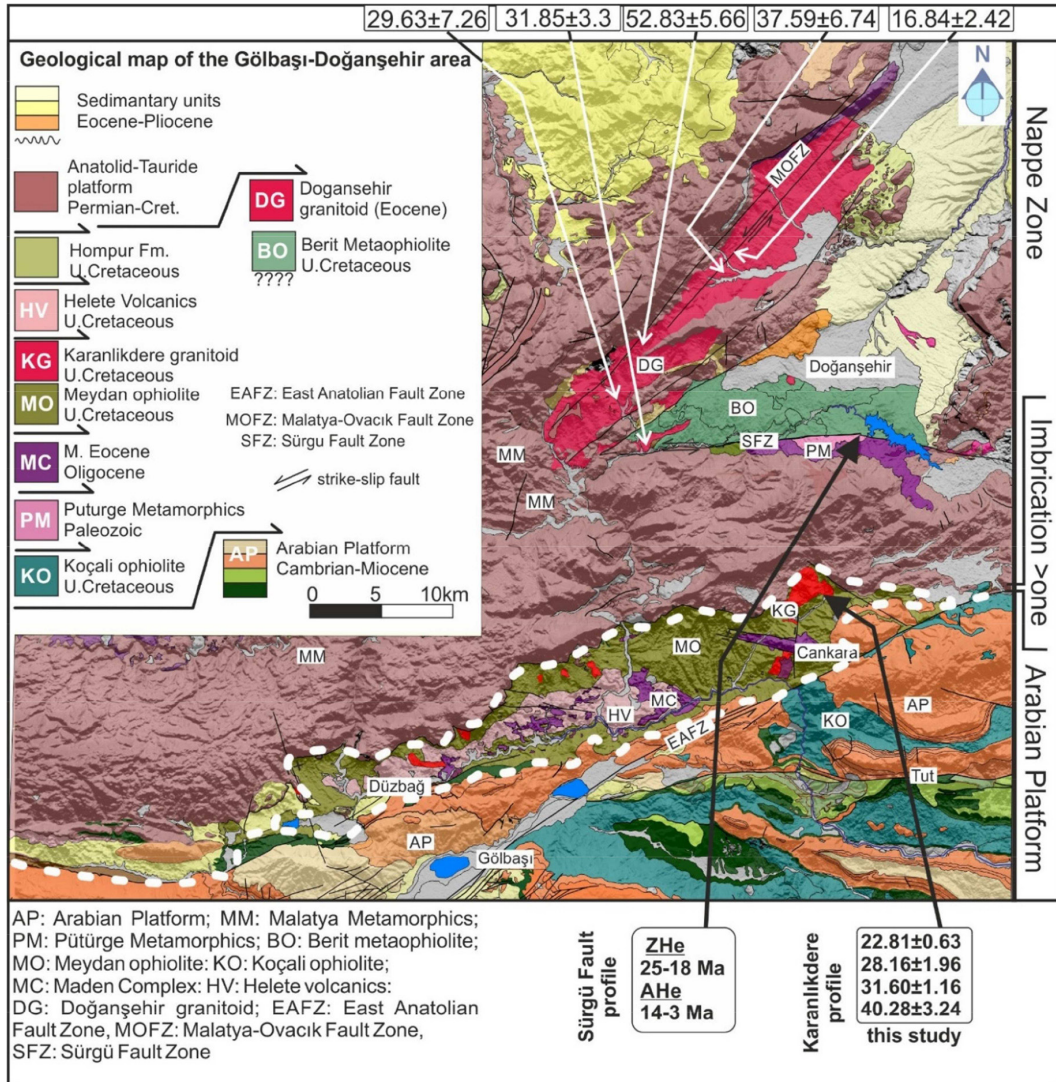 29.63±7.26 31.85±3.3 52.83±5.66 37.59±6.74 16.84±2.42
Geological map of the Gölbaşı-Doğanşehir area
Sedimantary units
Eocene-Pliocene
Anatolid-Tauride
platform
Permian-Cret.
Hompur Fm.
U.Cretaceous
HV
Helete Volcanics
U.Cretaceous
KG
Karanlikdere granitoid
U.Cretaceous
MO
Meydan ophiolite
U.Cretaceous
MC
M. Eocene
Oligocene
PM
Puturge Metamorphics
Paleozoic
KO
Koçali ophiolite
U.Cretaceous
DG
Dogansehir
granitoid (Eocene)
BO
Berit Metaophiolite
U.Cretaceous
????
EAFZ: East Anatolian Fault Zone
MOFZ: Malatya-Ovacık Fault Zone
SFZ: Sürgu Fault Zone
strike-slip fault
AP
Arabian Platform
Cambrian-Miocene
0 5 10km
N
MOFZ
DG
Doğanşehir
BO
SFZ
PM
MM
MM
KG
MO
Cankara
MM
MC
HV
AP
KO
EAFZ
Tut
Düzbağ
AP
Gölbaşı
Nappe Zone
Imbrication >one
Arabian Platform
AP: Arabian Platform; MM: Malatya Metamorphics;
PM: Pütürge Metamorphics; BO: Berit metaophiolite;
MO: Meydan ophiolite: KO: Koçali ophiolite;
MC: Maden Complex: HV: Helete volcanics:
DG: Doğanşehir granitoid; EAFZ: East Anatolian
Fault Zone, MOFZ: Malatya-Ovacık Fault Zone,
SFZ: Sürgü Fault Zone
Sürgü Fault
profile
ZHe
25-18 Ma
AHe
14-3 Ma
Karanlıkdere
profile
22.81±0.63
28.16±1.96
31.60±1.16
40.28±3.24
this study